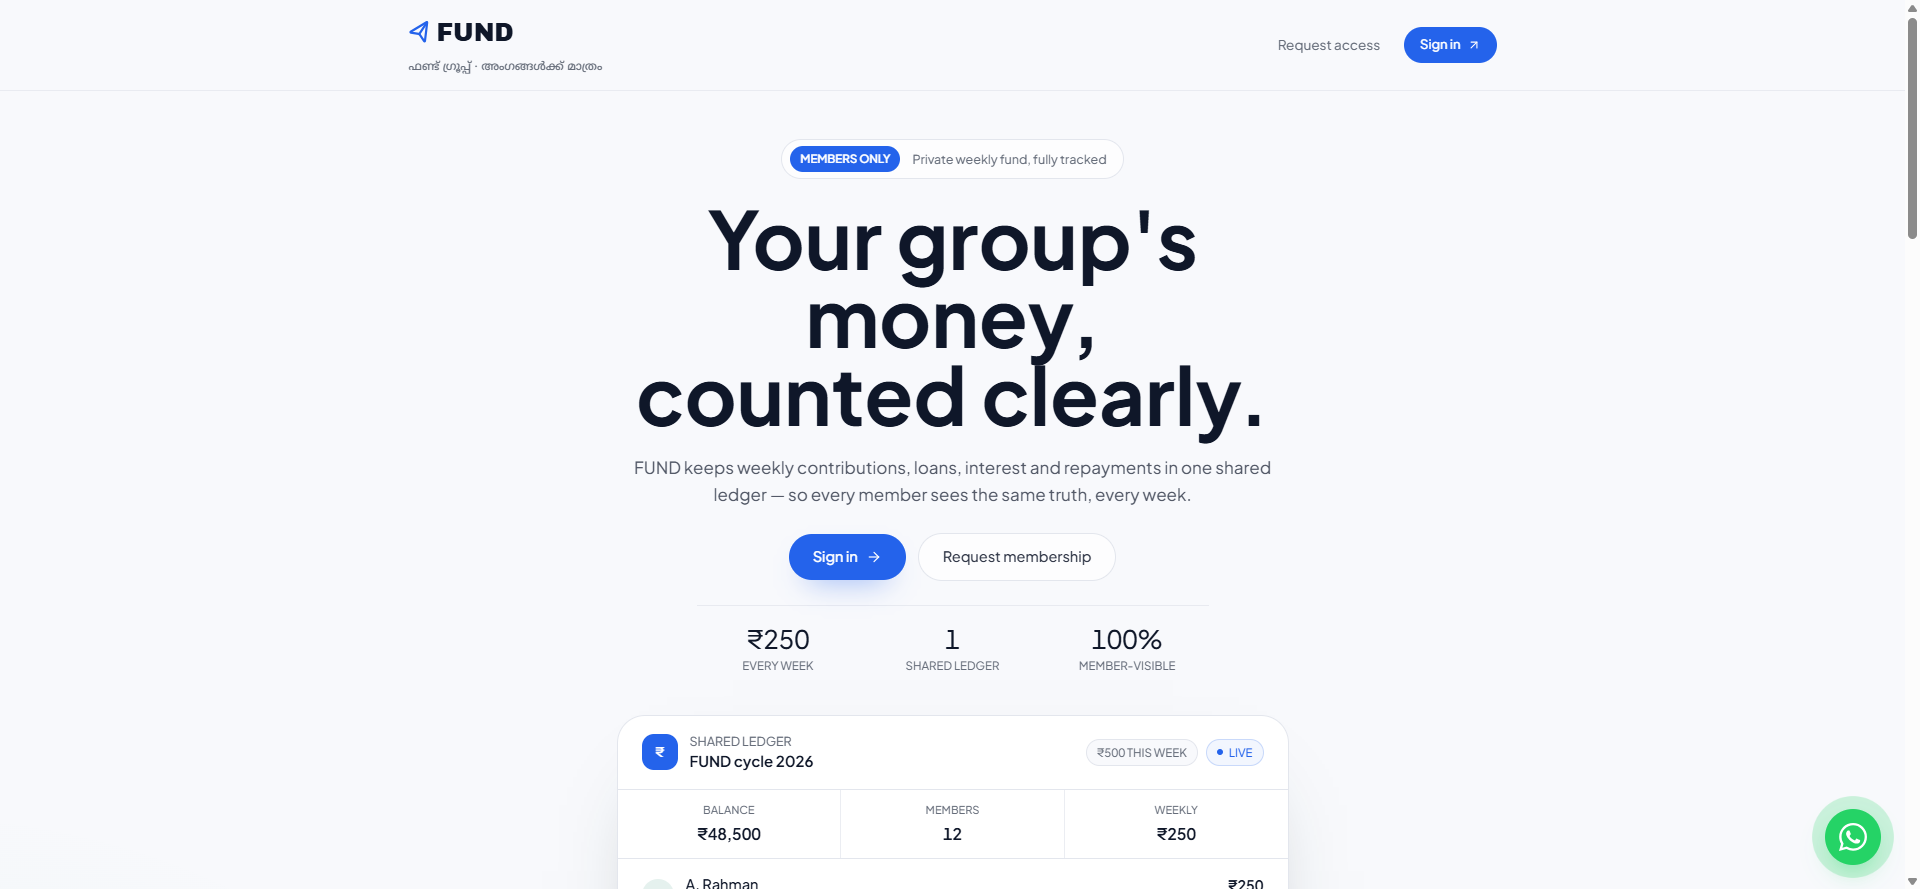 FUND
ഫണ്ട് ഗ്രൂപ്പ് · അംഗങ്ങൾക്ക് മാത്രം
Request access
Sign in
MEMBERS ONLY
Private weekly fund, fully tracked
Your group's
money,
counted clearly.
FUND keeps weekly contributions, loans, interest and repayments in one shared
ledger — so every member sees the same truth, every week.
Sign in
Request membership
₹250
EVERY WEEK
1
SHARED LEDGER
100%
MEMBER-VISIBLE
₹
SHARED LEDGER
FUND cycle 2026
₹500 THIS WEEK
LIVE
BALANCE
₹48,500
MEMBERS
12
WEEKLY
₹250
A. Rahman
₹250